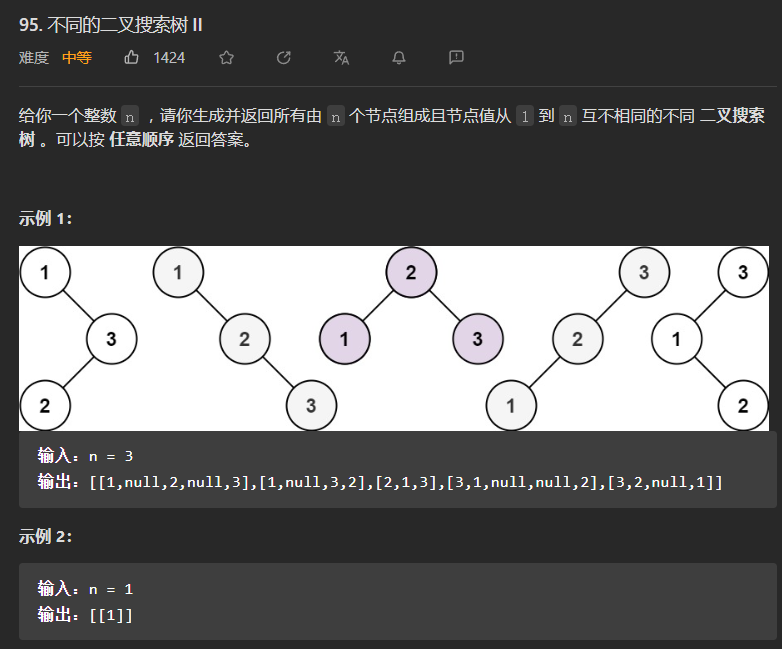 95. 不同的二叉搜索树 II
难度 中等 1424
给你一个整数 n ，请你生成并返回所有由 n 个节点组成且节点值从 1 到 n 互不相同的不同 二叉搜索
树 。可以按 任意顺序 返回答案。
示例 1：
1 1 2 3 3
3 2 1 3 2 1
2 3 1 2
输入：n = 3
输出：[[1,null,2,null,3],[1,null,3,2],[2,1,3],[3,1,null,null,2],[3,2,null,1]]
示例 2：
输入：n = 1
输出：[[1]]